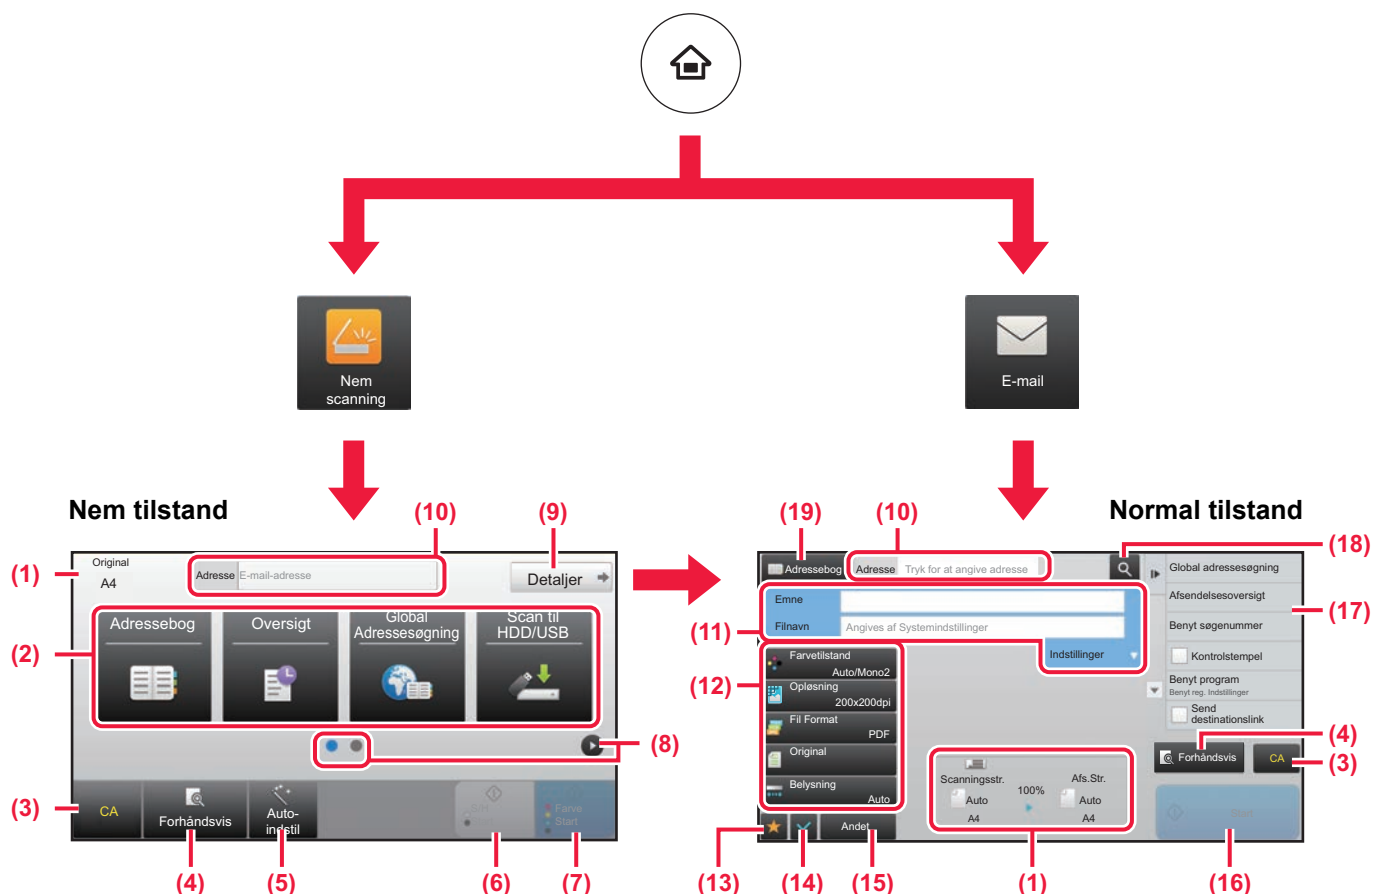 Nem
scanning
E-mail
Nem tilstand
(10)
(9)
(19)
(10)
Normal tilstand
(18)
(1)
Original
A4
Adresse E-mail-adresse
Detaljer
(2)
Adressebog
Oversigt
Global
Adressesøgning
Scan til
HDD/USB
(8)
(3)
CA
Forhåndsvis
Auto-
indstil
Farve
Start
(4)
(5)
(6)
(7)
Adressebog
Adresse Tryk for at angive adresse
Emne
Filnavn Angives af Systemindstillinger
Indstillinger
(11)
(12)
Farvetilstand
Auto/Mono2
Opløsning
200x200dpi
Fil Format
PDF
Original
Belysning
Auto
Andet
Scanningsstr.
Auto
A4
100%
Afs.Str.
Auto
A4
Global adressesøgning
Afsendelsesoversigt
Benyt søgenummer
Kontrolstempel
Benyt program
Benyt reg. Indstillinger
Send
destinationslink
(17)
(4)
Forhåndsvis
CA
(3)
(13)
(14)
(15)
(1)
(16)